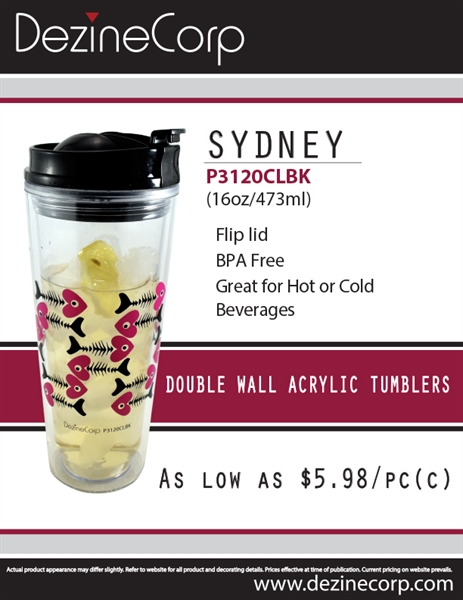 DezineCorp
SYDNEY
P3120CLBK
(16oz/473ml)
Flip lid
BPA Free
Great for Hot or Cold
Beverages
DOUBLE WALL ACRYLIC TUMBLERS
DezineCorp P3120CLBK
As low as $5.98/pc(c)
Actual product appearance may differ slightly. Refer to website for all product and decorating details. Prices effective at time of publication. Current pricing on website prevails.
www.dezinecorp.com